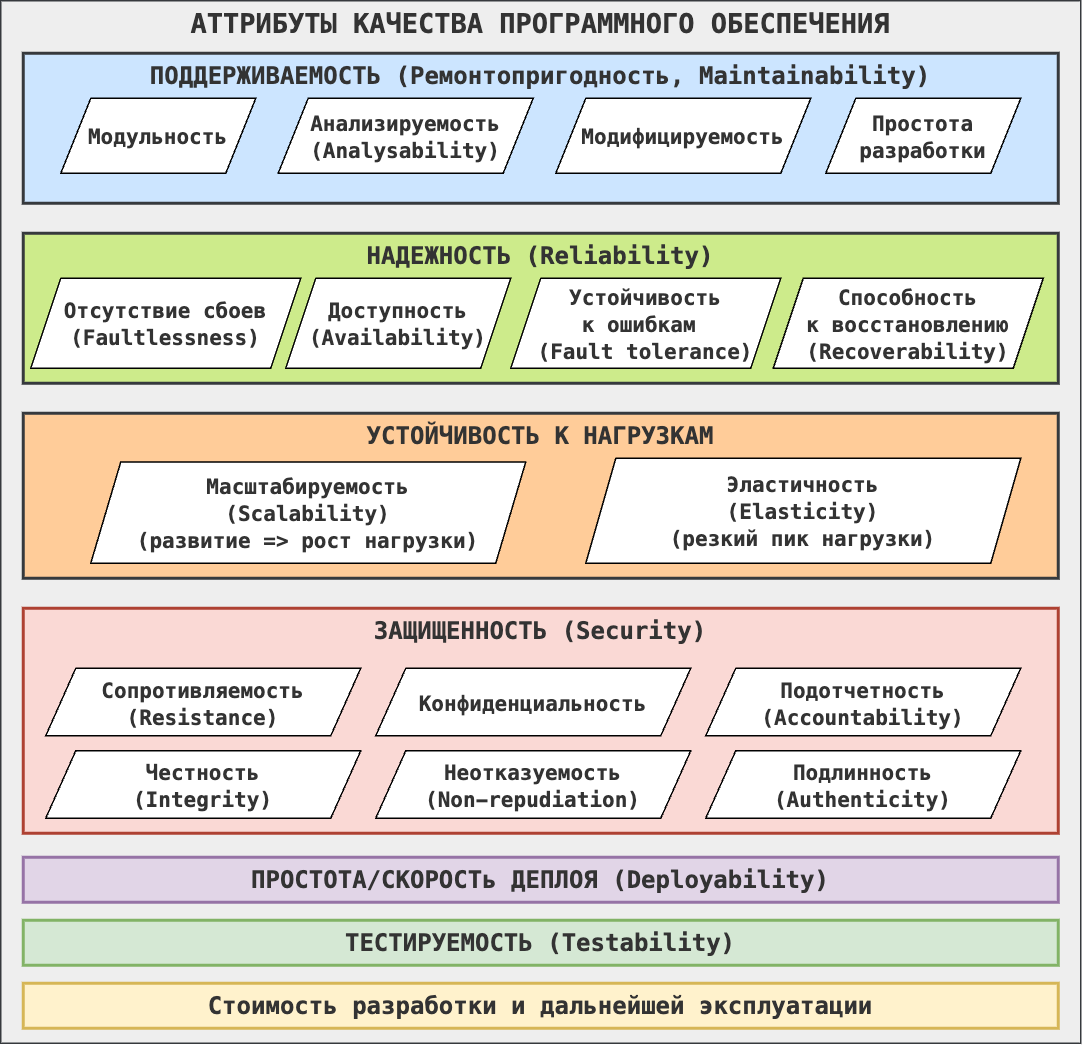 АТТРИБУТЫ КАЧЕСТВА ПРОГРАММНОГО ОБЕСПЕЧЕНИЯ
ПОДДЕРЖИВАЕМОСТЬ (Ремонтопригодность, Maintainability)
Модульность
Анализируемость
(Analysability)
Модифицируемость
Простота
разработки
НАДЕЖНОСТЬ (Reliability)
Отсутствие сбоев
(Faultlessness)
Доступность
(Availability)
Устойчивость
к ошибкам
(Fault tolerance)
Способность
к восстановлению
(Recoverability)
УСТОЙЧИВОСТЬ К НАГРУЗКАМ
Масштабируемость
(Scalability)
(развитие => рост нагрузки)
Эластичность
(Elasticity)
(резкий пик нагрузки)
ЗАЩИЩЕННОСТЬ (Security)
Сопротивляемость
(Resistance)
Конфиденциальность
Подотчетность
(Accountability)
Честность
(Integrity)
Неотказуемость
(Non-repudiation)
Подлинность
(Authenticity)
ПРОСТОТА/СКОРОСТь ДЕПЛОЯ (Deployability)
ТЕСТИРУЕМОСТЬ (Testability)
Стоимость разработки и дальнейшей эксплуатации